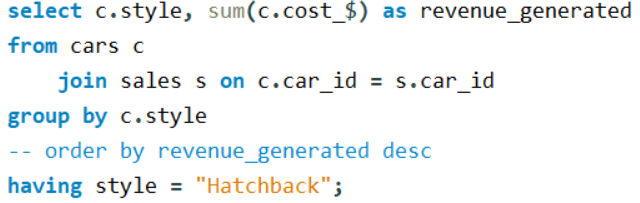 select c.style, sum(c.cost_$) as revenue_generated
from cars c
join sales s on c.car_id = s.car_id
group by c.style
-- order by revenue_generated desc
having style = "Hatchback";